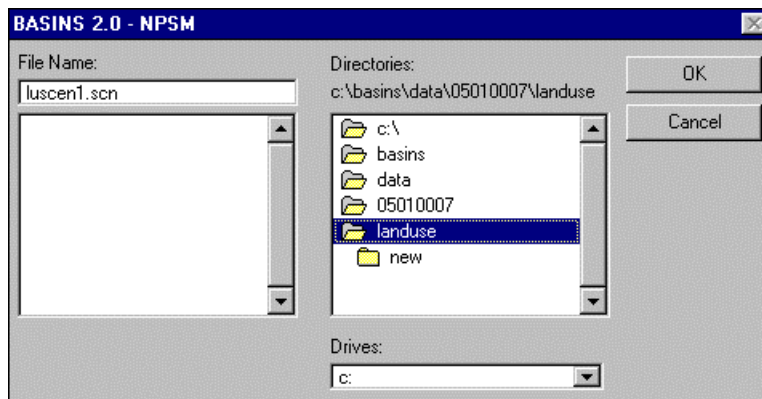 BASINS 2.0 - NPSM
File Name:
luscen1.scn
Directories:
c:\basins\data\05010007\landuse
c:\
basins
data
05010007
landuse
new
Drives:
c:
OK
Cancel